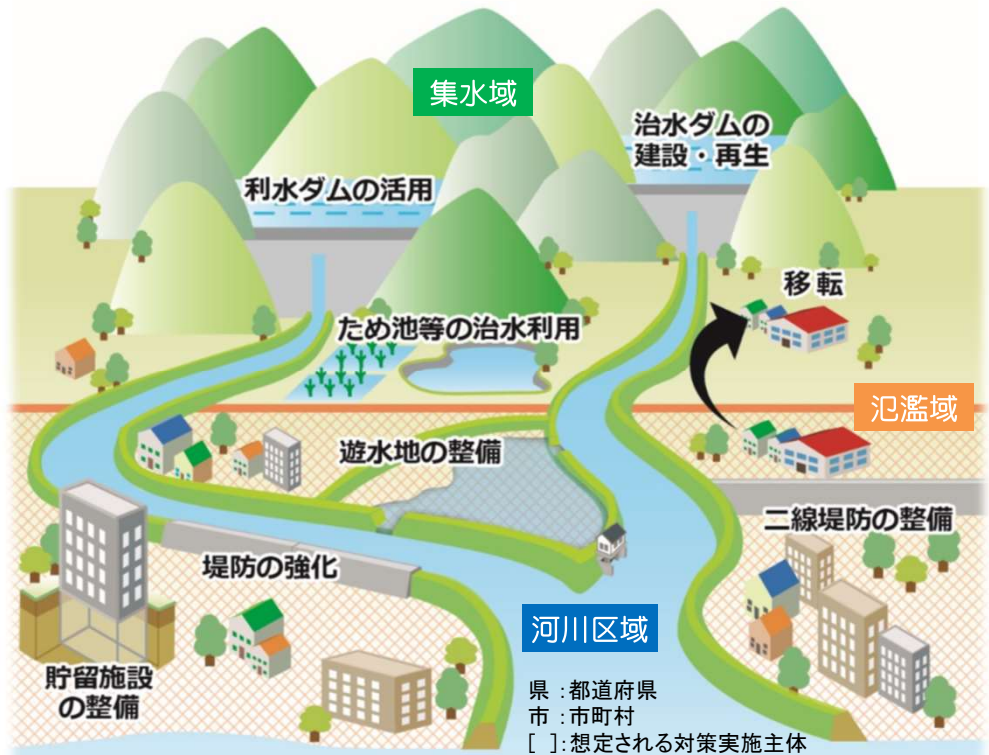 集水域
治水ダムの
建設・再生
利水ダムの活用
移転
ため池等の治水利用
氾濫域
遊水地の整備
二線堤防の整備
堤防の強化
河川区域
貯留施設
の整備
県：都道府県
市：市町村
[ ]：想定される対策実施主体